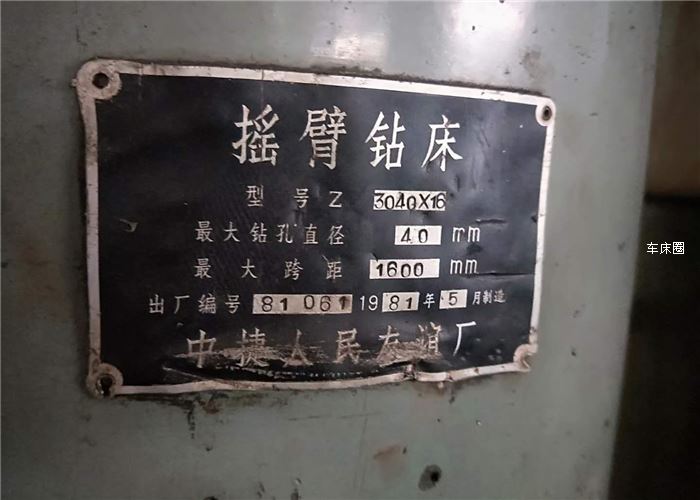 摇臂钻床
型号 Z 3040X16
最大钻孔直径 40 mm
最大跨距 1600 mm
出厂编号 81061 1981年5月制造
中捷人民友谊厂
车床圈